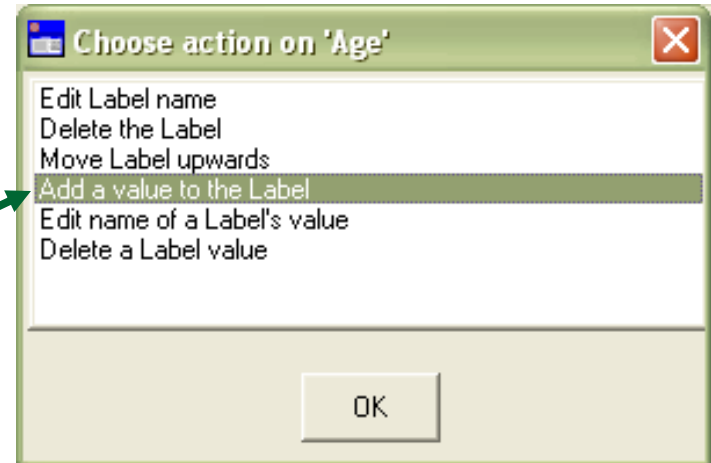 Choose action on 'Age'
Edit Label name
Delete the Label
Move Label upwards
Add a value to the Label
Edit name of a Label's value
Delete a Label value
OK